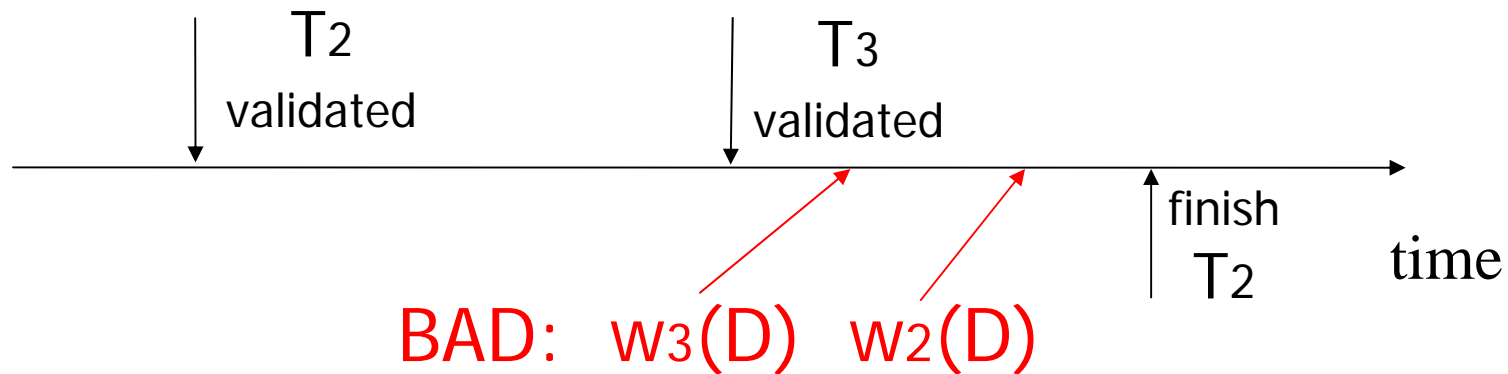 T2
validated
T3
validated
finish
T2
time
BAD: w3(D) w2(D)